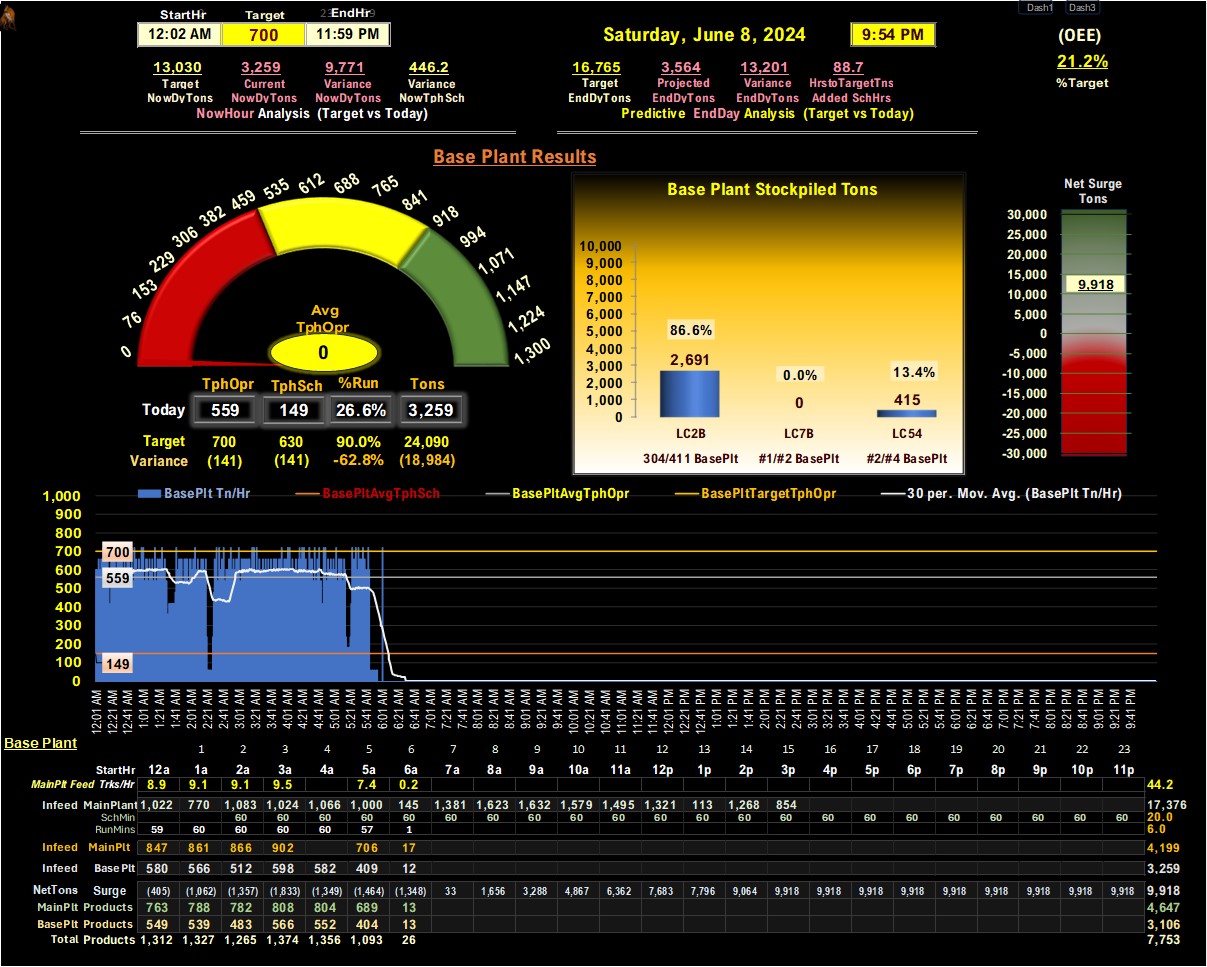 StartHr Target EndHr Dash1 Dash3
12:02 AM 700 11:59 PM Saturday, June 8, 2024 9:54 PM (OEE)
13,030 3,259 9,771 446.2 16,765 3,564 13,201 88.7 21.2%
Target Current Variance Variance Target Projected Variance HrstoTargetTns %Target
NowDyTons NowDyTons NowDyTons NowTphSch EndDyTons EndDyTons EndDyTons Added SchHrs
NowHour Analysis (Target vs Today) Predictive EndDay Analysis (Target vs Today)
Base Plant Results
0 76 153 229 306 382 459 535 612 688 765 841 918 994 1,071 1,147 1,224 1,300
Avg
TphOpr
0
TphOpr TphSch %Run Tons
Today 559 149 26.6% 3,259
Target 700 630 90.0% 24,090
Variance (141) (141) -62.8% (18,984)
Base Plant Stockpiled Tons
10,000
9,000
8,000
7,000
6,000
5,000
4,000
3,000
2,000
1,000
0
86.6% 0.0% 13.4%
2,691 0 415
LC2B LC7B LC54
304/411 BasePlt #1/#2 BasePlt #2/#4 BasePlt
Net Surge
Tons
30,000
25,000
20,000
15,000
10,000
5,000
0
-5,000
-10,000
-15,000
-20,000
-25,000
-30,000
9,918
BasePlt Tn/Hr BasePltAvgTphSch BasePltAvgTphOpr BasePltTargetTphOpr 30 per. Mov. Avg. (BasePlt Tn/Hr)
1,000
900
800
700
600
500
400
300
200
100
0
700
559
149
12:01 AM 12:21 AM 12:41 AM 1:01 AM 1:21 AM 1:41 AM 2:01 AM 2:21 AM 2:41 AM 3:01 AM 3:21 AM 3:41 AM 4:01 AM 4:21 AM 4:41 AM 5:01 AM 5:21 AM 5:41 AM 6:01 AM 6:21 AM 6:41 AM 7:00 AM 7:21 AM 7:44 AM 8:01 AM 8:21 AM 8:41 AM 9:01 AM 9:21 AM 9:41 AM 10:01 AM 10:21 AM 10:41 AM 11:01 AM 11:21 AM 11:41 AM 12:01 PM 12:21 PM 12:41 PM 1:01 PM 1:21 PM 1:41 PM 2:01 PM 2:21 PM 2:41 PM 3:01 PM 3:21 PM 3:41 PM 4:01 PM 4:21 PM 4:41 PM 5:01 PM 5:21 PM 5:41 PM 6:01 PM 6:21 PM 6:41 PM 7:01 PM 7:21 PM 7:41 PM 8:01 PM 8:21 PM 8:41 PM 9:01 PM 9:21 PM 9:41 PM
Base Plant
1 2 3 4 5 6 7 8 9 10 11 12 13 14 15 16 17 18 19 20 21 22 23
StartHr 12a 1a 2a 3a 4a 5a 6a 7a 8a 9a 10a 11a 12p 1p 2p 3p 4p 5p 6p 7p 8p 9p 10p 11p
MainPlt Feed Trks/Hr 8.9 9.1 9.1 9.5 7.4 0.2 44.2
Infeed MainPlant 1,022 770 1,083 1,024 1,066 1,000 145 1,381 1,623 1,632 1,579 1,495 1,321 113 1,268 854 17,376
SchMin 60 60 60 60 60 60 60 60 60 60 60 60 60 60 60 60 60 60 60 60 60 60 20.0
RunMins 59 60 60 60 60 57 1 6.0
Infeed MainPlt 847 861 866 902 706 17 4,199
Infeed BasePlt 580 566 512 598 582 409 12 3,259
NetTons Surge (405) (1,062) (1,357) (1,833) (1,349) (1,464) (1,348) 33 1,656 3,288 4,867 6,362 7,683 7,796 9,064 9,918 9,918 9,918 9,918 9,918 9,918 9,918 9,918 9,918 9,918
MainPlt Products 763 788 782 808 804 689 13 4,647
BasePlt Products 549 539 483 566 552 404 13 3,106
Total Products 1,312 1,327 1,265 1,374 1,356 1,093 26 7,753